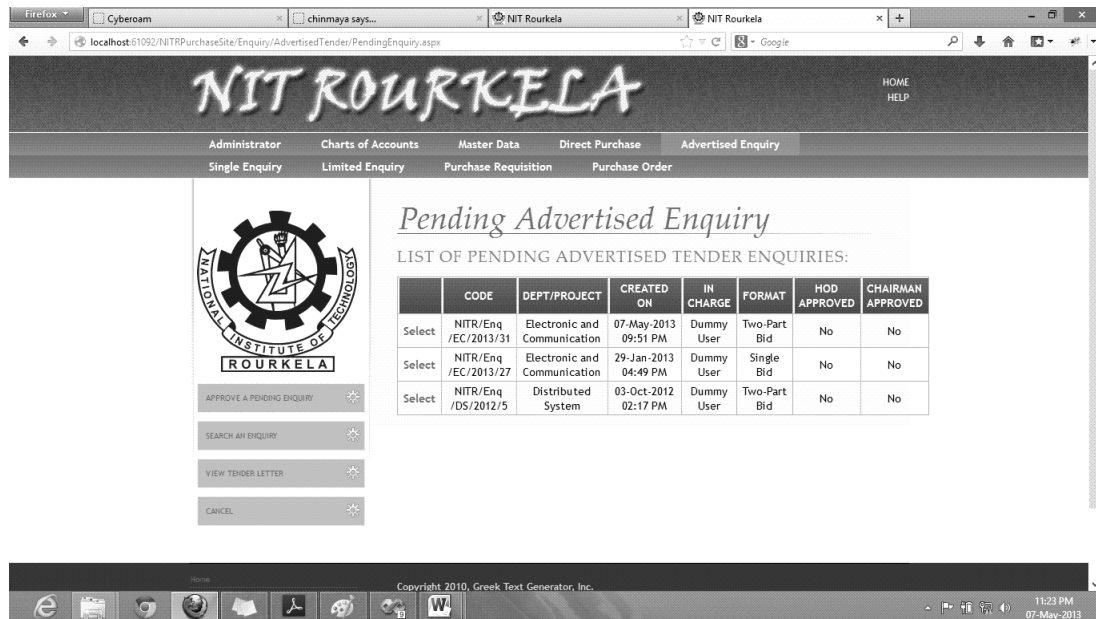 Firefox
Cyberoam
chinmaya says...
NIT Rourkela
NIT Rourkela
localhost:61092/NITRPurchaseSite/Enquiry/AdvertisedTender/PendingEnquiry.aspx
Google
NIT ROURKELA
HOME
HELP
Administrator Charts of Accounts Master Data Direct Purchase Advertised Enquiry
Single Enquiry Limited Enquiry Purchase Requisition Purchase Order
NATIONAL INSTITUTE OF TECHNOLOGY
ROURKELA
APPROVE A PENDING ENQUIRY
SEARCH AN ENQUIRY
VIEW TENDER LETTER
CANCEL
Pending Advertised Enquiry
LIST OF PENDING ADVERTISED TENDER ENQUIRIES:
CODE DEPT/PROJECT CREATED ON IN CHARGE FORMAT HOD APPROVED CHAIRMAN APPROVED
Select NITR/Enq/EC/2013/31 Electronic and Communication 07-May-2013 09:51 PM Dummy User Two-Part Bid No No
Select NITR/Enq/EC/2013/27 Electronic and Communication 29-Jan-2013 04:49 PM Dummy User Single Bid No No
Select NITR/Enq/DS/2012/5 Distributed System 03-Oct-2012 02:17 PM Dummy User Two-Part Bid No No
Home
Copyright 2010, Greek Text Generator, Inc.
11:23 PM
07-May-2013